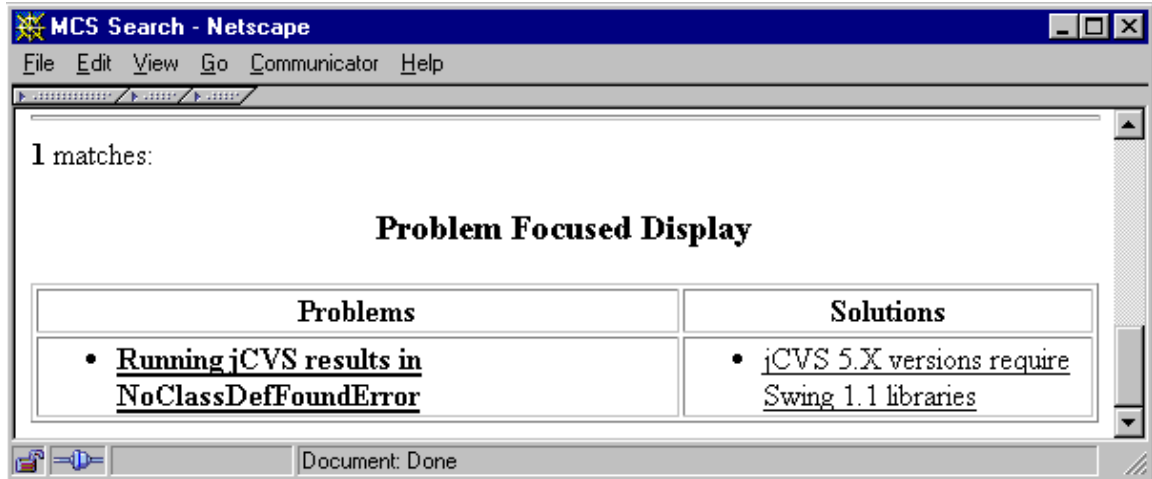 MCS Search - Netscape
File Edit View Go Communicator Help
1 matches:
Problem Focused Display
Problems Solutions
• Running jCVS results in • jCVS 5.X versions require
NoClassDefFoundError Swing 1.1 libraries
Document: Done